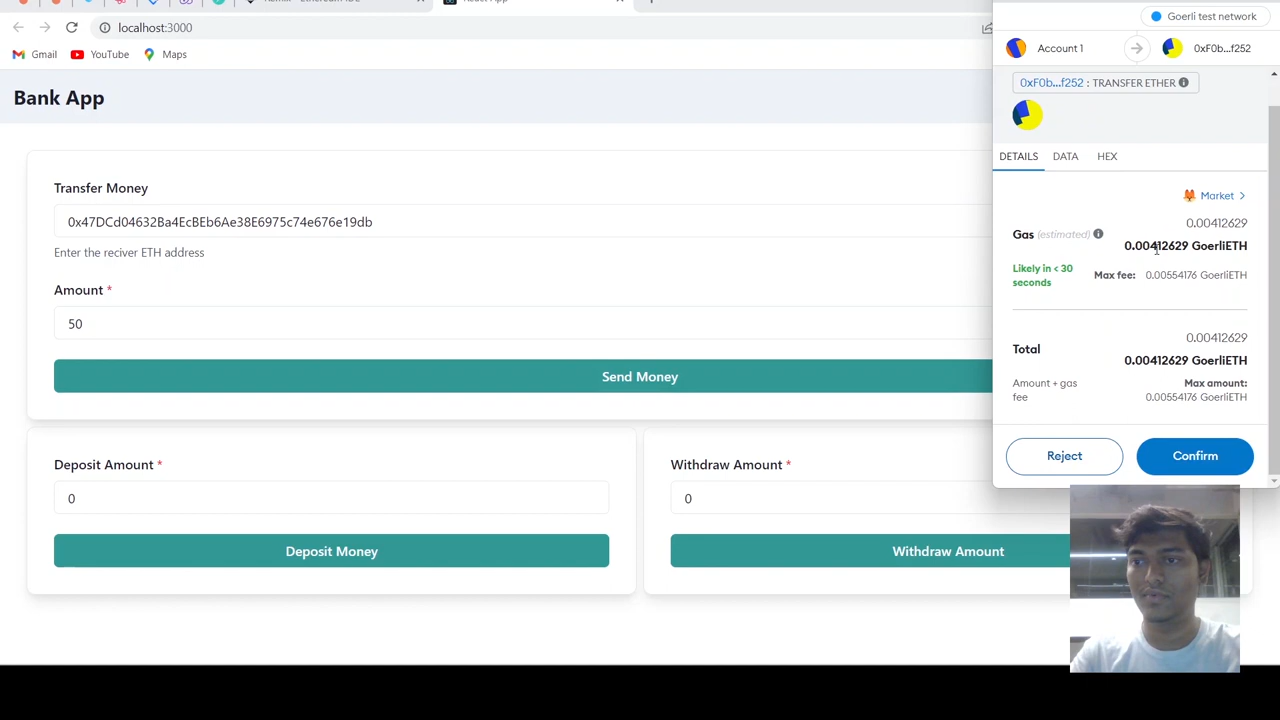 localhost:3000
Gmail
YouTube
Maps
Bank App
Transfer Money
0x47DCd04632Ba4EcBEb6Ae38E6975c74e676e19db
Enter the reciver ETH address
Amount *
50
Send Money
Deposit Amount *
0
Deposit Money
Withdraw Amount *
0
Withdraw Amount
Goerli test network
Account 1
0xF0b...f252
0xF0b...f252 : TRANSFER ETHER
DETAILS DATA HEX
Market >
0.00412629
Gas (estimated)
0.00412629 GoerliETH
Likely in < 30
seconds
Max fee: 0.00554176 GoerliETH
0.00412629
Total
0.00412629 GoerliETH
Amount + gas
fee
Max amount:
0.00554176 GoerliETH
Reject
Confirm